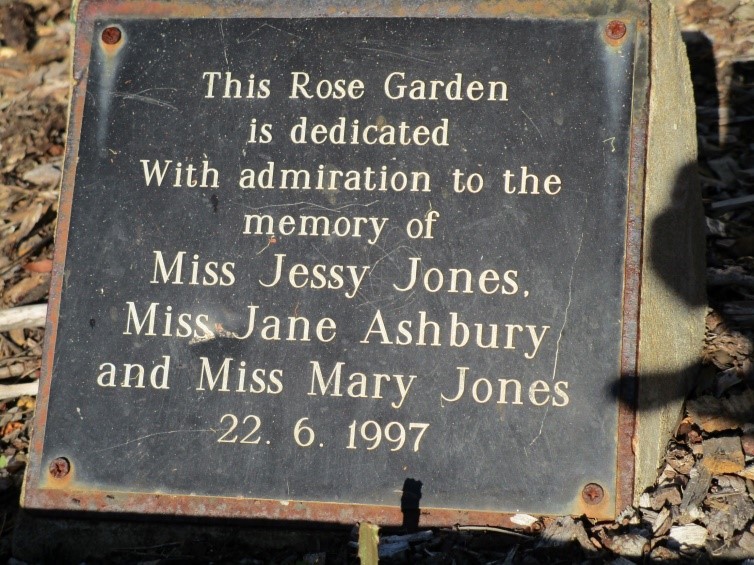 This Rose Garden
is dedicated
With admiration to the
memory of
Miss Jessy Jones,
Miss Jane Ashbury
and Miss Mary Jones
22. 6. 1997